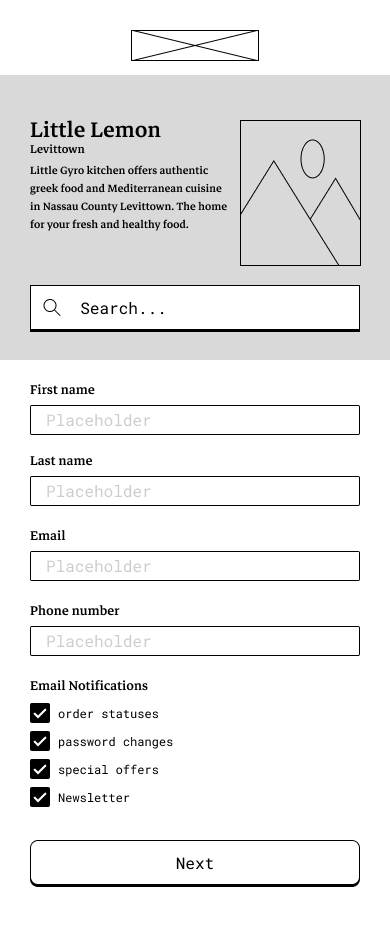 Little Lemon
Levittown
Little Gyro kitchen offers authentic
greek food and Mediterranean cuisine
in Nassau County Levittown. The home
for your fresh and healthy food.
Search...
First name
Placeholder
Last name
Placeholder
Email
Placeholder
Phone number
Placeholder
Email Notifications
order statuses
password changes
special offers
Newsletter
Next